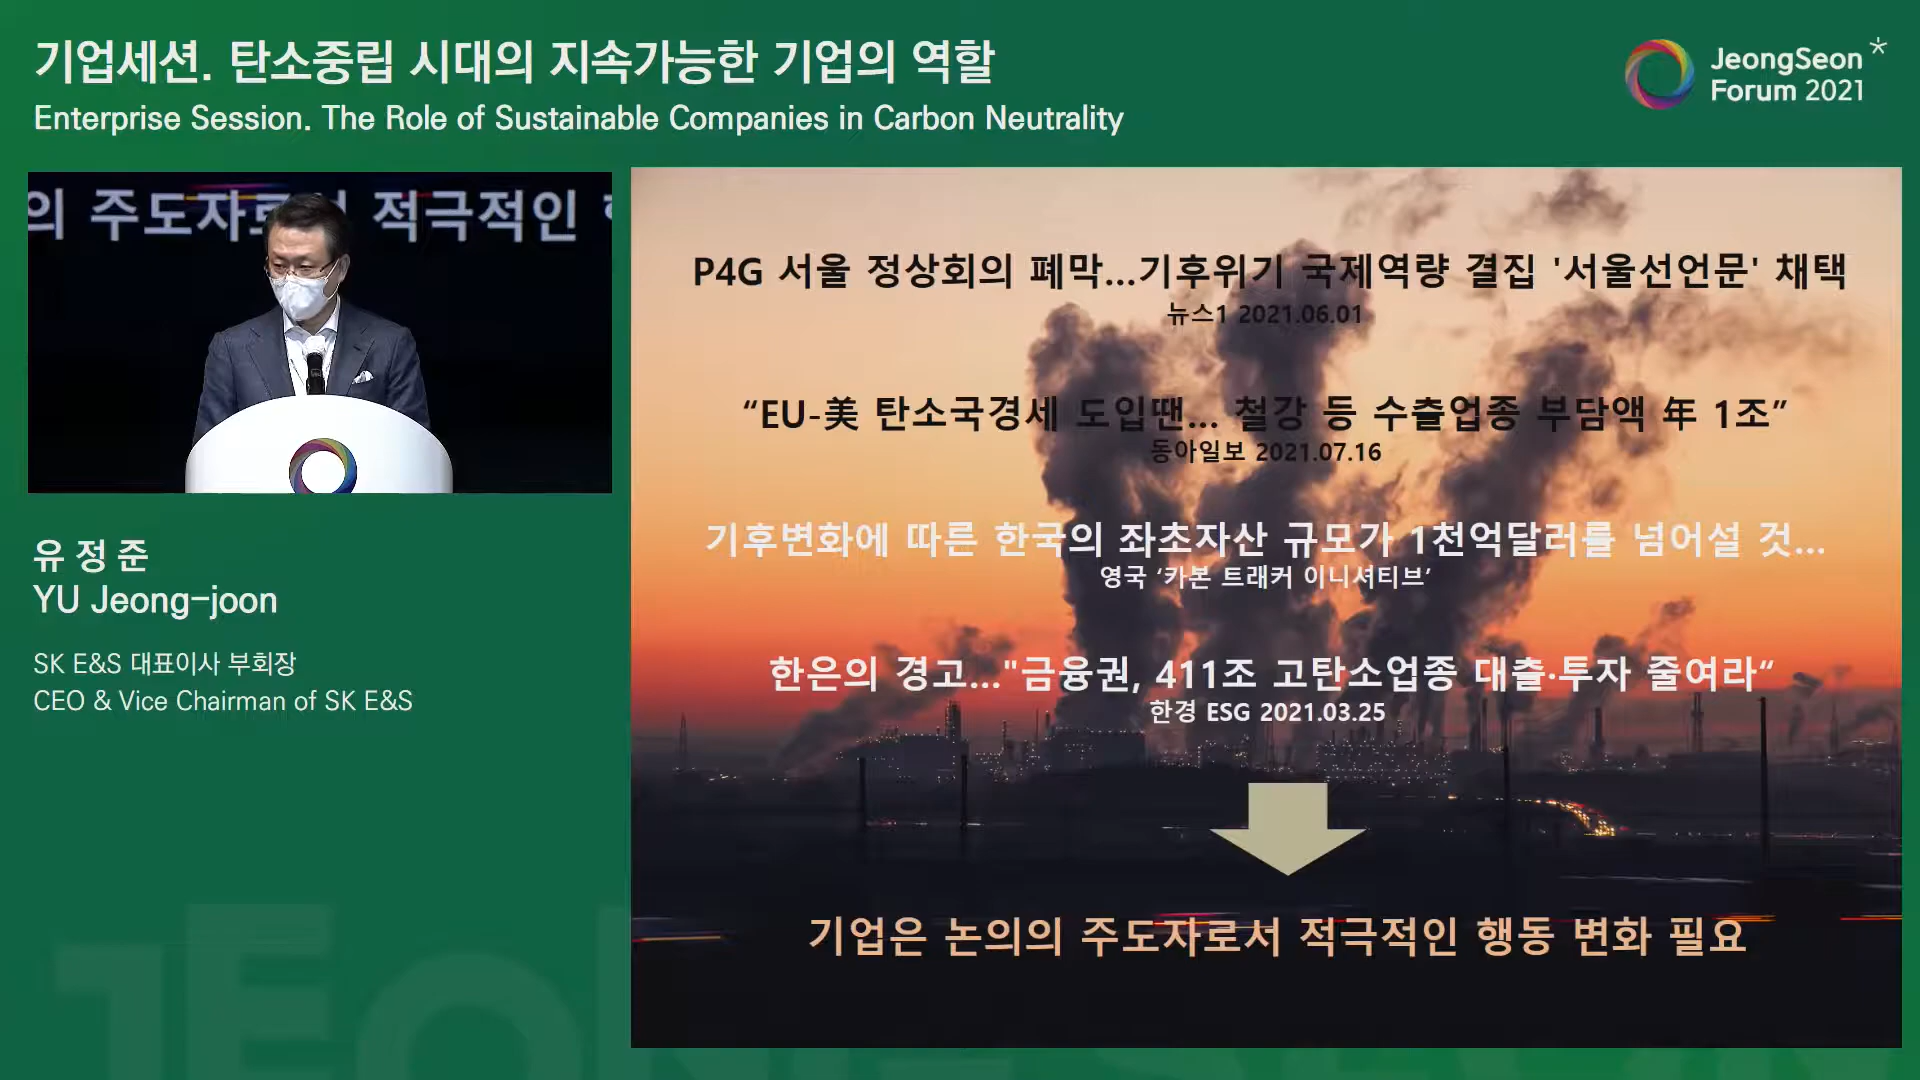 기업세션. 탄소중립 시대의 지속가능한 기업의 역할
Enterprise Session. The Role of Sustainable Companies in Carbon Neutrality
JeongSeon*
Forum 2021
의 주도자로서 적극적인
유 정 준
YU Jeong-joon
SK E&S 대표이사 부회장
CEO & Vice Chairman of SK E&S
P4G 서울 정상회의 폐막...기후위기 국제역량 결집 '서울선언문' 채택
뉴스1 2021.06.01
“EU-美 탄소국경세 도입땐... 철강 등 수출업종 부담액 年 1조”
동아일보 2021.07.16
기후변화에 따른 한국의 좌초자산 규모가 1천억달러를 넘어설 것...
영국 ‘카본 트래커 이니셔티브’
한은의 경고..."금융권, 411조 고탄소업종 대출·투자 줄여라“
한경 ESG 2021.03.25
기업은 논의의 주도자로서 적극적인 행동 변화 필요